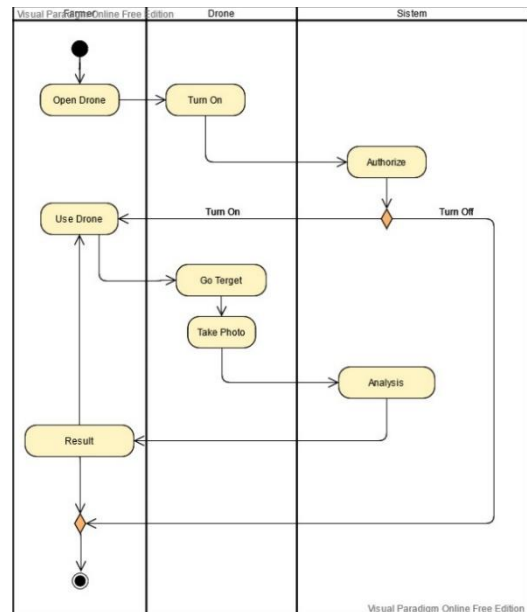 Visual Paradigm Online Free Edition
Farmer
Drone
Sistem
Open Drone
Turn On
Authorize
Use Drone
Turn On
Turn Off
Go Terget
Take Photo
Analysis
Result
Visual Paradigm Online Free Edition